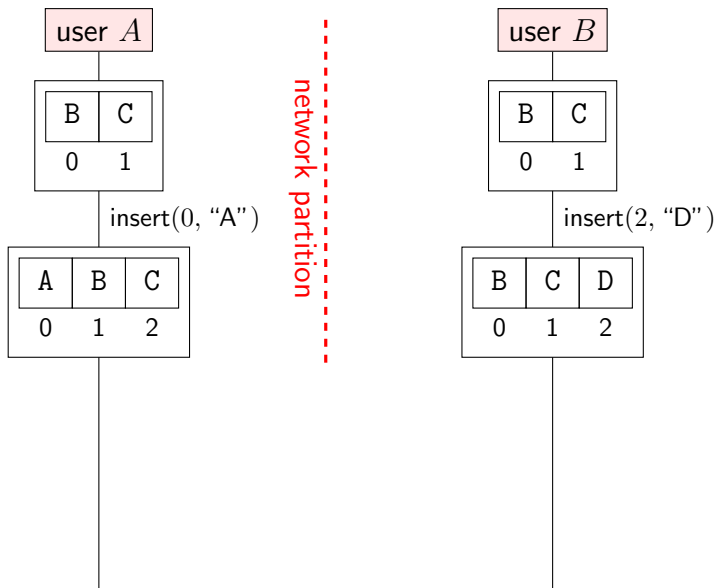 user A
user B
B C
0 1
B C
0 1
network partition
insert(0, “A”)
insert(2, “D”)
A B C
0 1 2
B C D
0 1 2